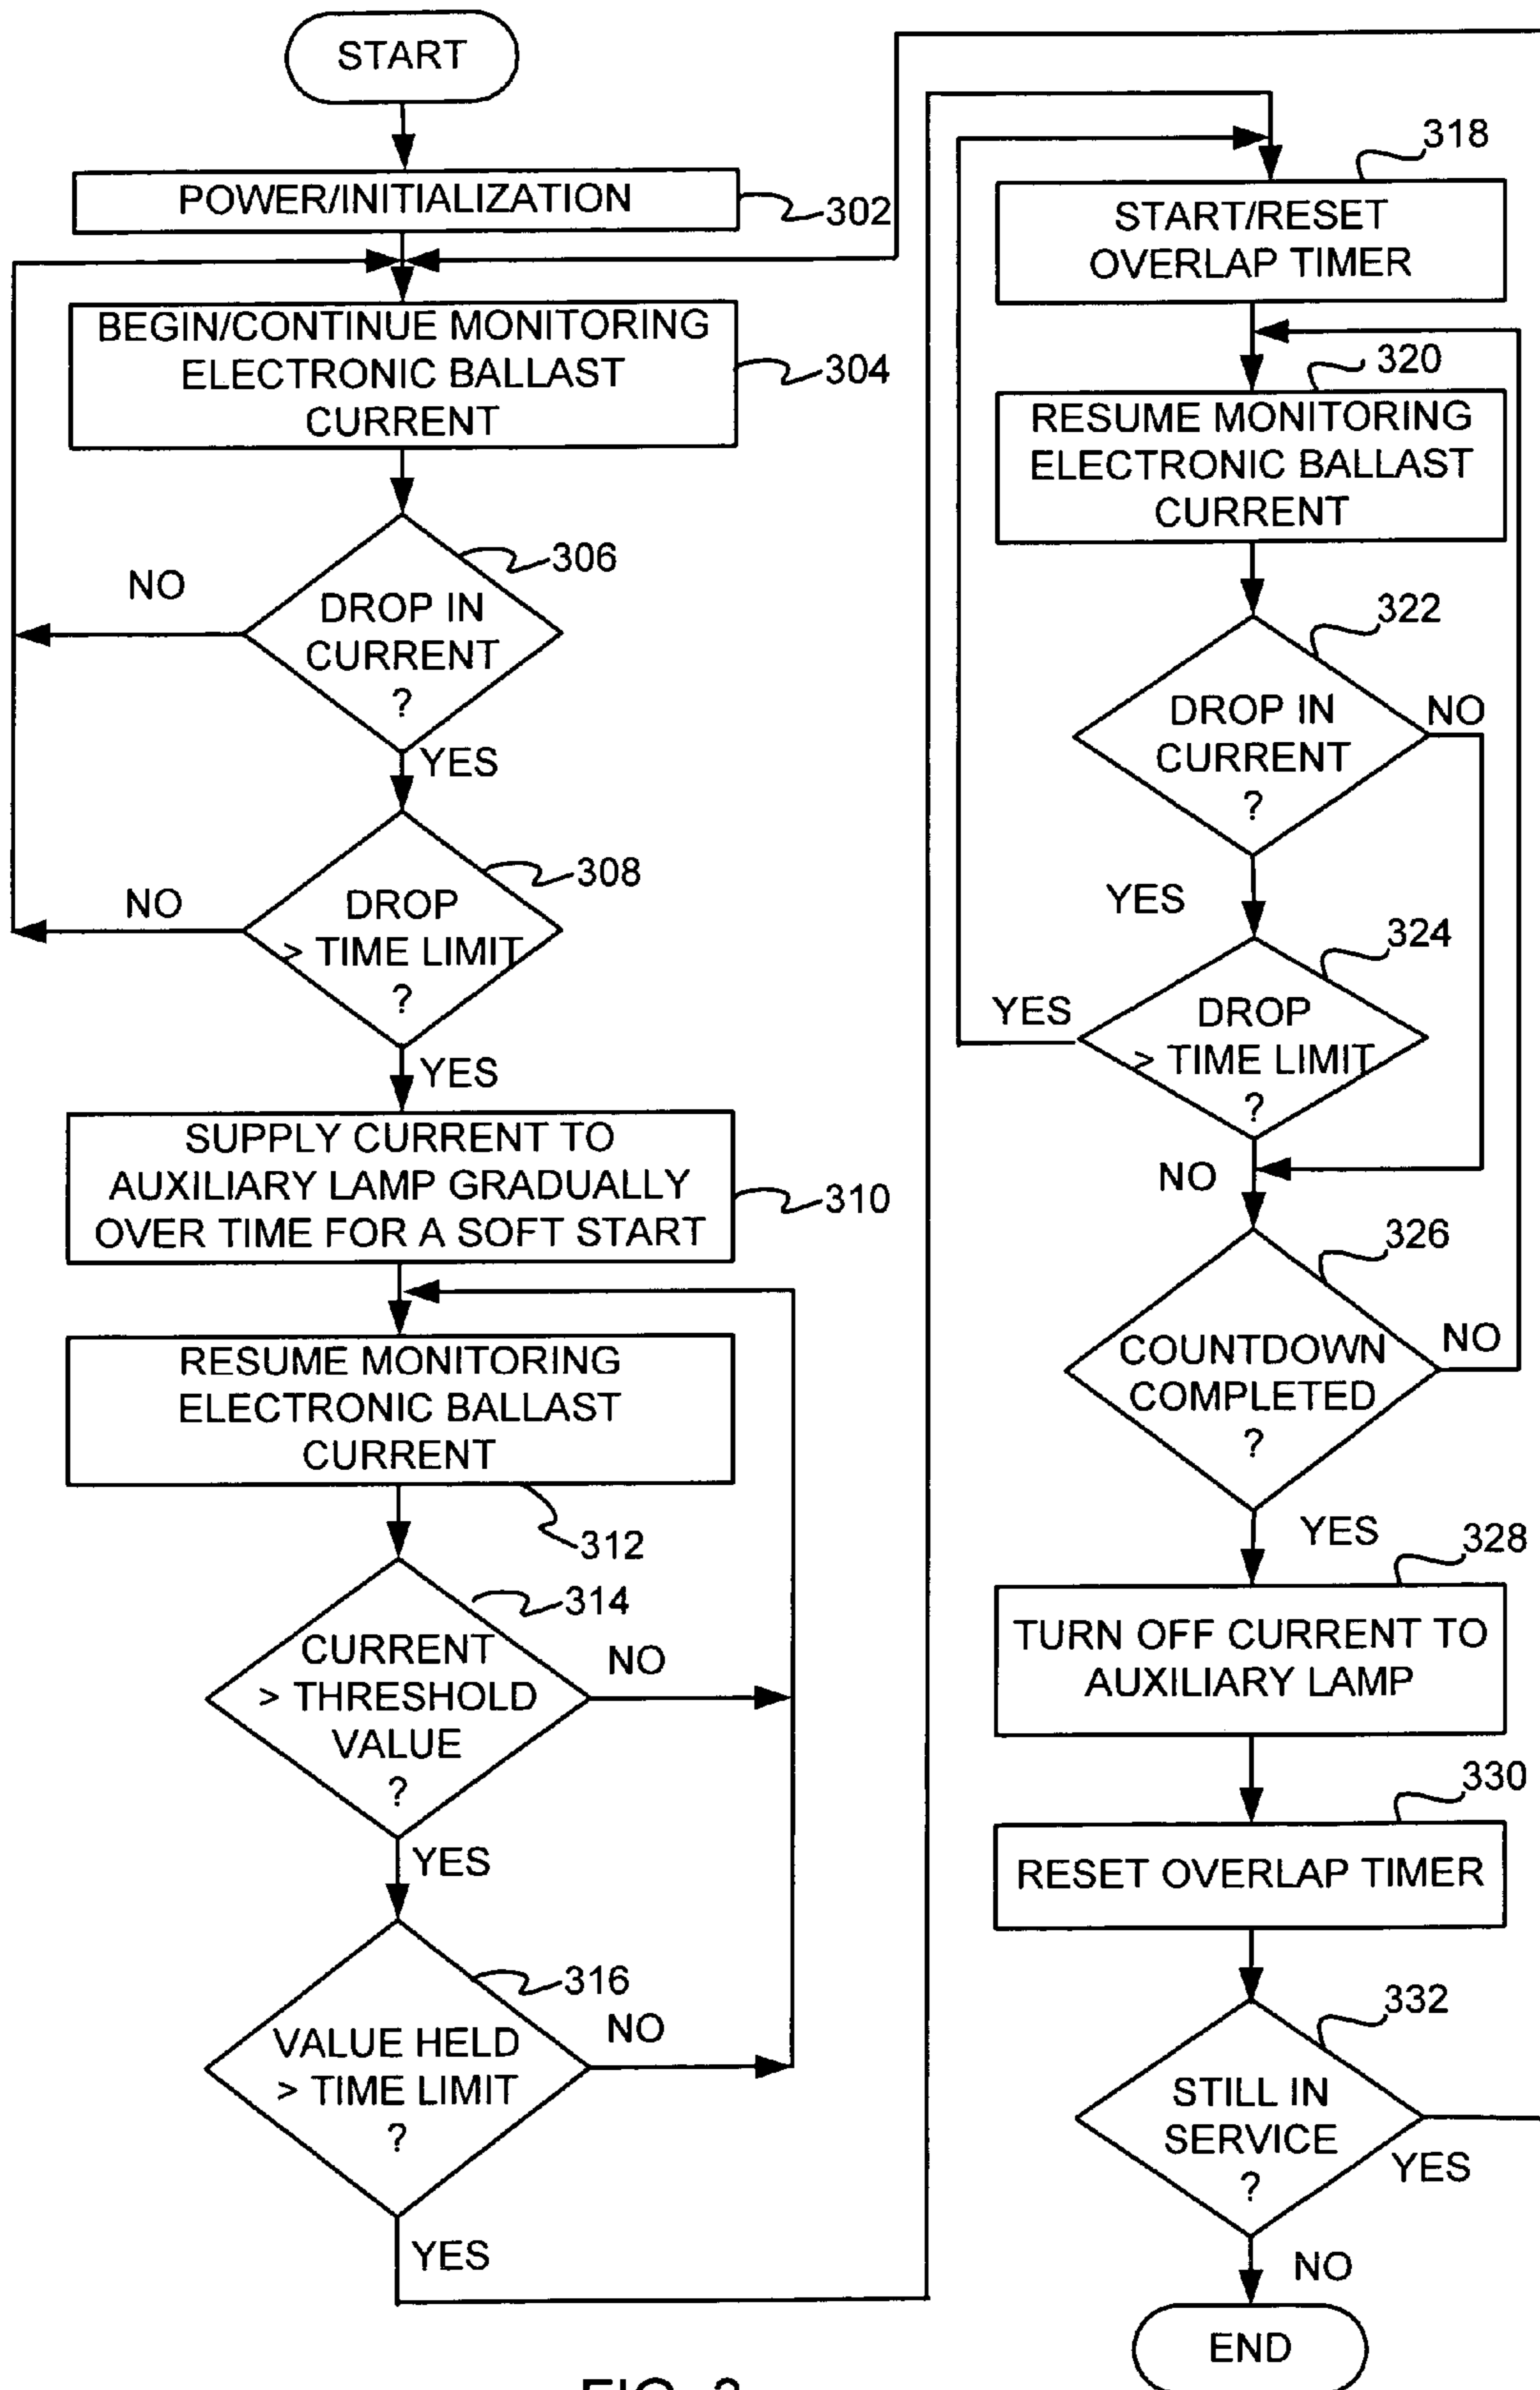 START
POWER/INITIALIZATION
302
BEGIN/CONTINUE MONITORING
ELECTRONIC BALLAST
CURRENT
304
306
NO
DROP IN
CURRENT
?
YES
308
NO
DROP
> TIME LIMIT
?
YES
SUPPLY CURRENT TO
AUXILIARY LAMP GRADUALLY
OVER TIME FOR A SOFT START
310
RESUME MONITORING
ELECTRONIC BALLAST
CURRENT
312
314
CURRENT
> THRESHOLD
VALUE
?
NO
YES
316
NO
VALUE HELD
> TIME LIMIT
?
YES
318
START/RESET
OVERLAP TIMER
320
RESUME MONITORING
ELECTRONIC BALLAST
CURRENT
322
DROP IN
CURRENT
?
NO
YES
324
YES
DROP
> TIME LIMIT
?
NO
326
COUNTDOWN
COMPLETED
?
NO
YES
328
TURN OFF CURRENT TO
AUXILIARY LAMP
330
RESET OVERLAP TIMER
332
STILL IN
SERVICE
?
YES
NO
END